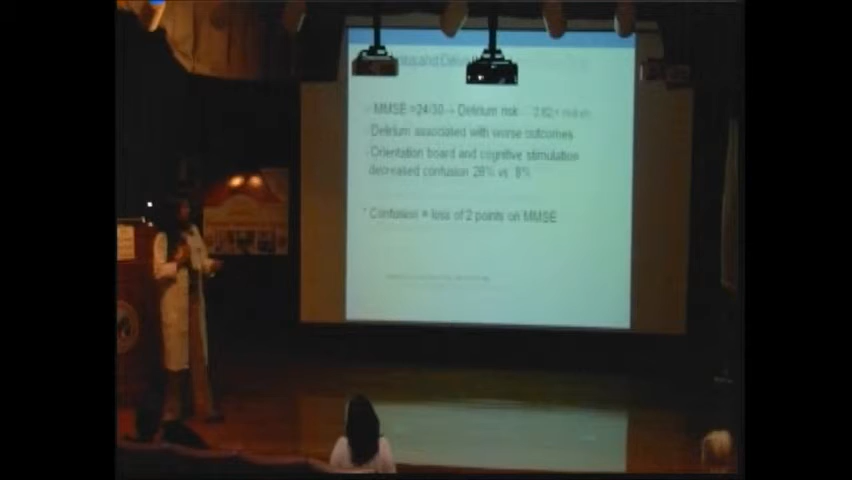 and
MMSE =24/30→ Delirium risk
Delirium associated with worse outcomes
Orientation board and cognitive stimulation
decreased confusion 28% vs 8%
* Confusion = loss of 2 points on MMSE